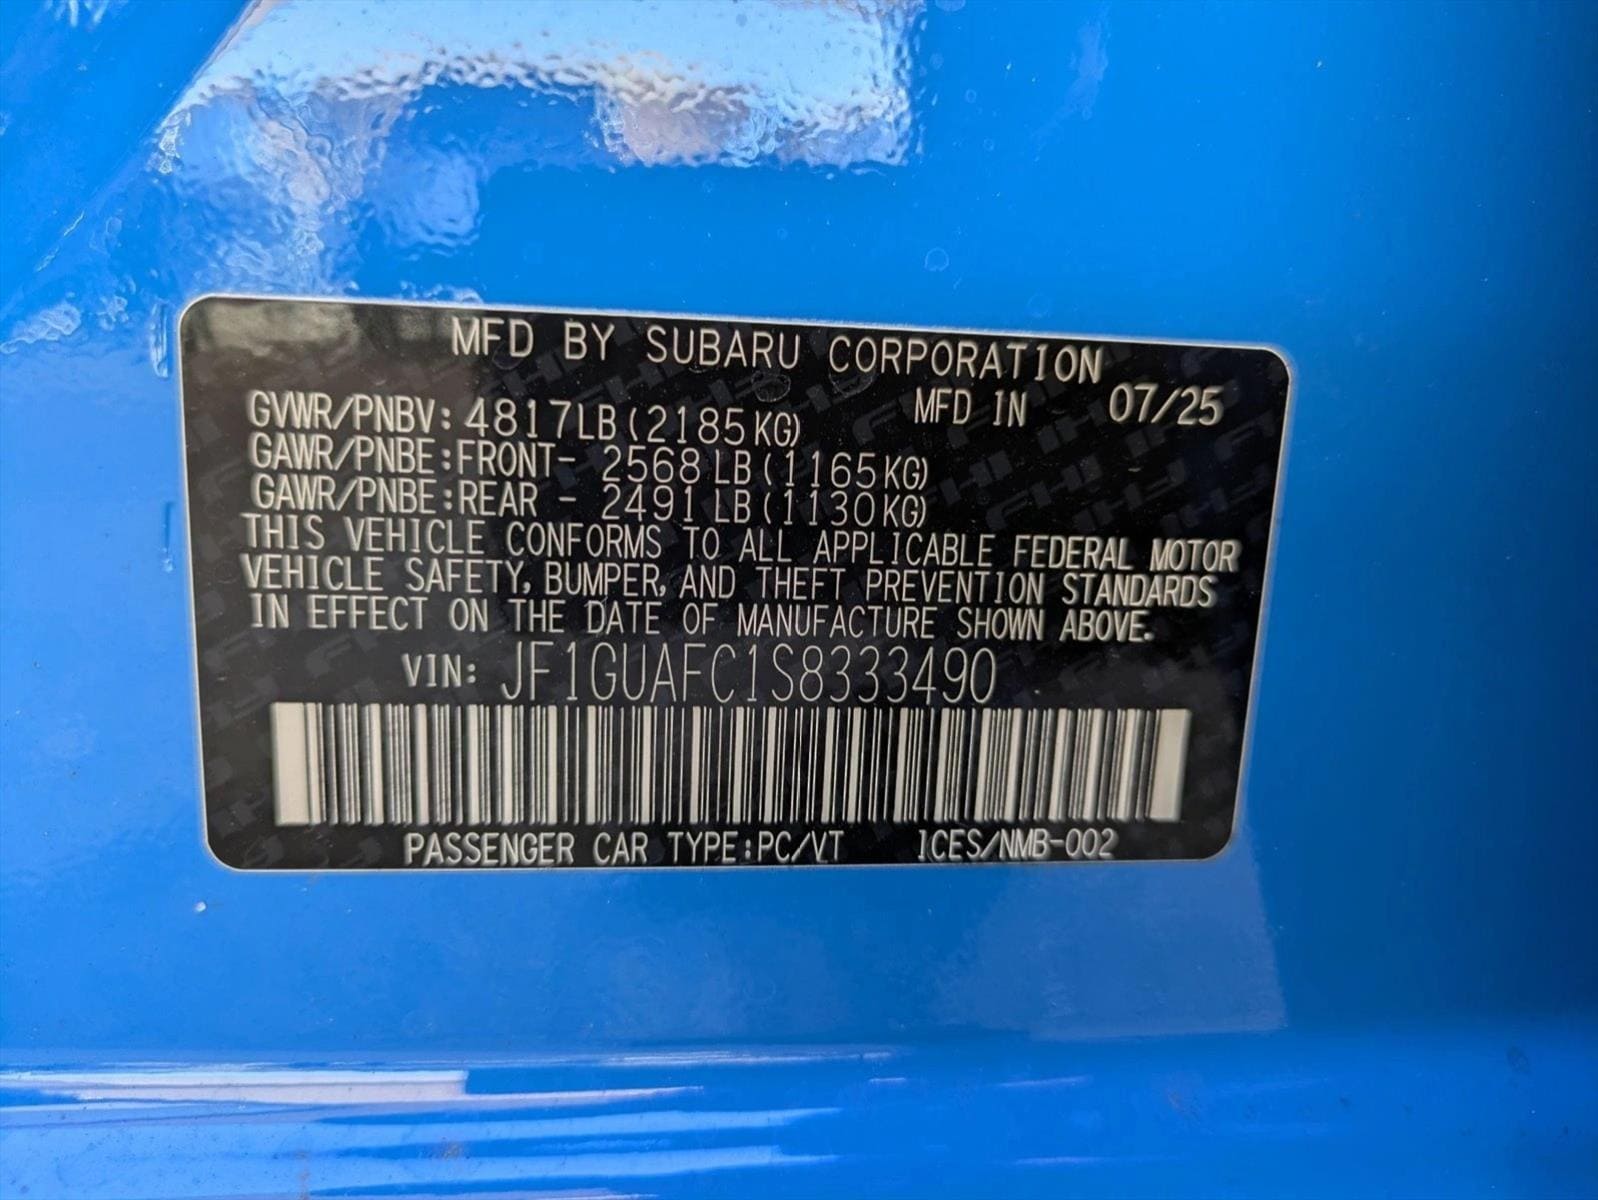 MFD BY SUBARU CORPORATION
GVWR/PNBV: 4817LB(2185KG) MFD IN 07/25
GAWR/PNBE:FRONT- 2568LB(1165KG)
GAWR/PNBE:REAR - 2491LB(1130KG)
THIS VEHICLE CONFORMS TO ALL APPLICABLE FEDERAL MOTOR
VEHICLE SAFETY, BUMPER, AND THEFT PREVENTION STANDARDS
IN EFFECT ON THE DATE OF MANUFACTURE SHOWN ABOVE.
VIN: JF1GUAFC1S8333490
PASSENGER CAR TYPE:PC/VT ICES/NMB-002